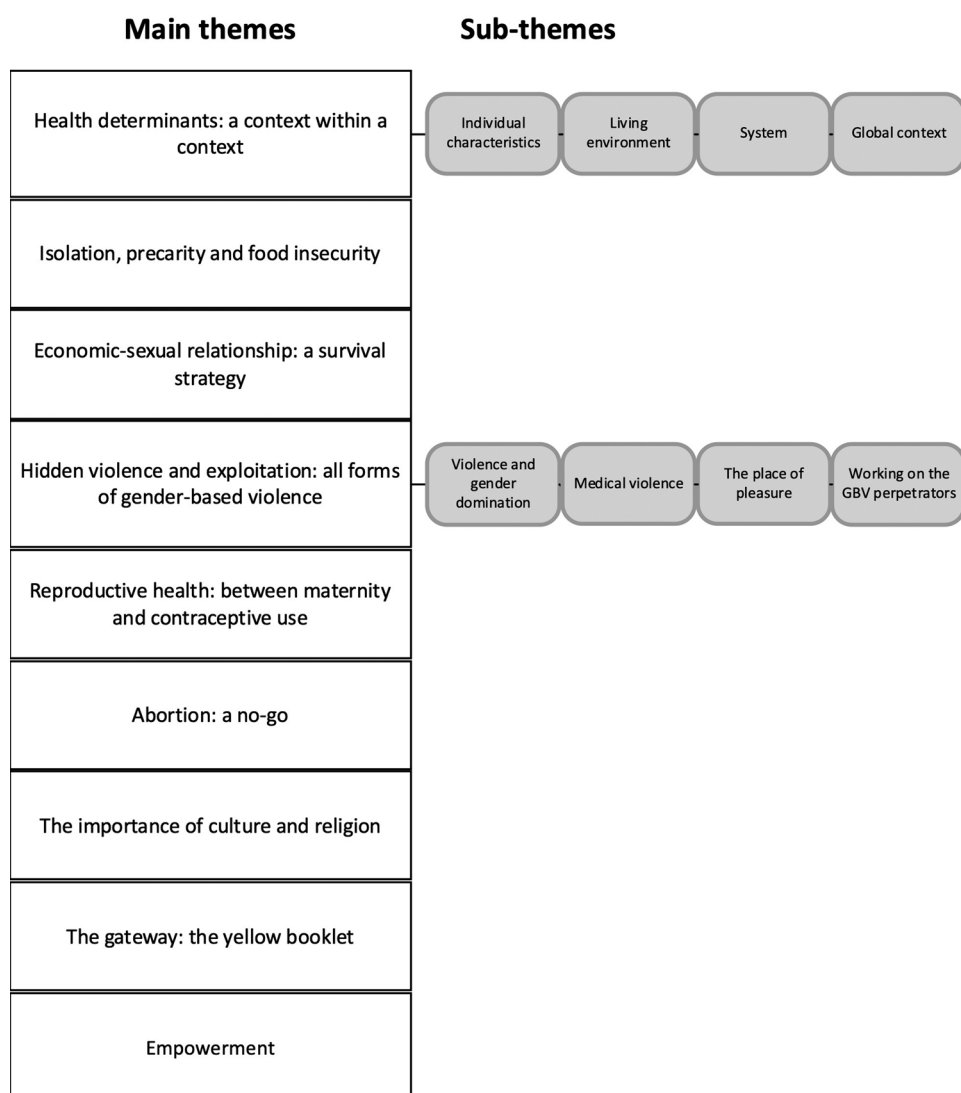 Main themes
Sub-themes
Health determinants: a context within a
context
Individual
characteristics
Living
environment
System
Global context
Isolation, precarity and food insecurity
Economic-sexual relationship: a survival
strategy
Hidden violence and exploitation: all forms
of gender-based violence
Violence and
gender
domination
Medical violence
The place of
pleasure
Working on the
GBV perpetrators
Reproductive health: between maternity
and contraceptive use
Abortion: a no-go
The importance of culture and religion
The gateway: the yellow booklet
Empowerment